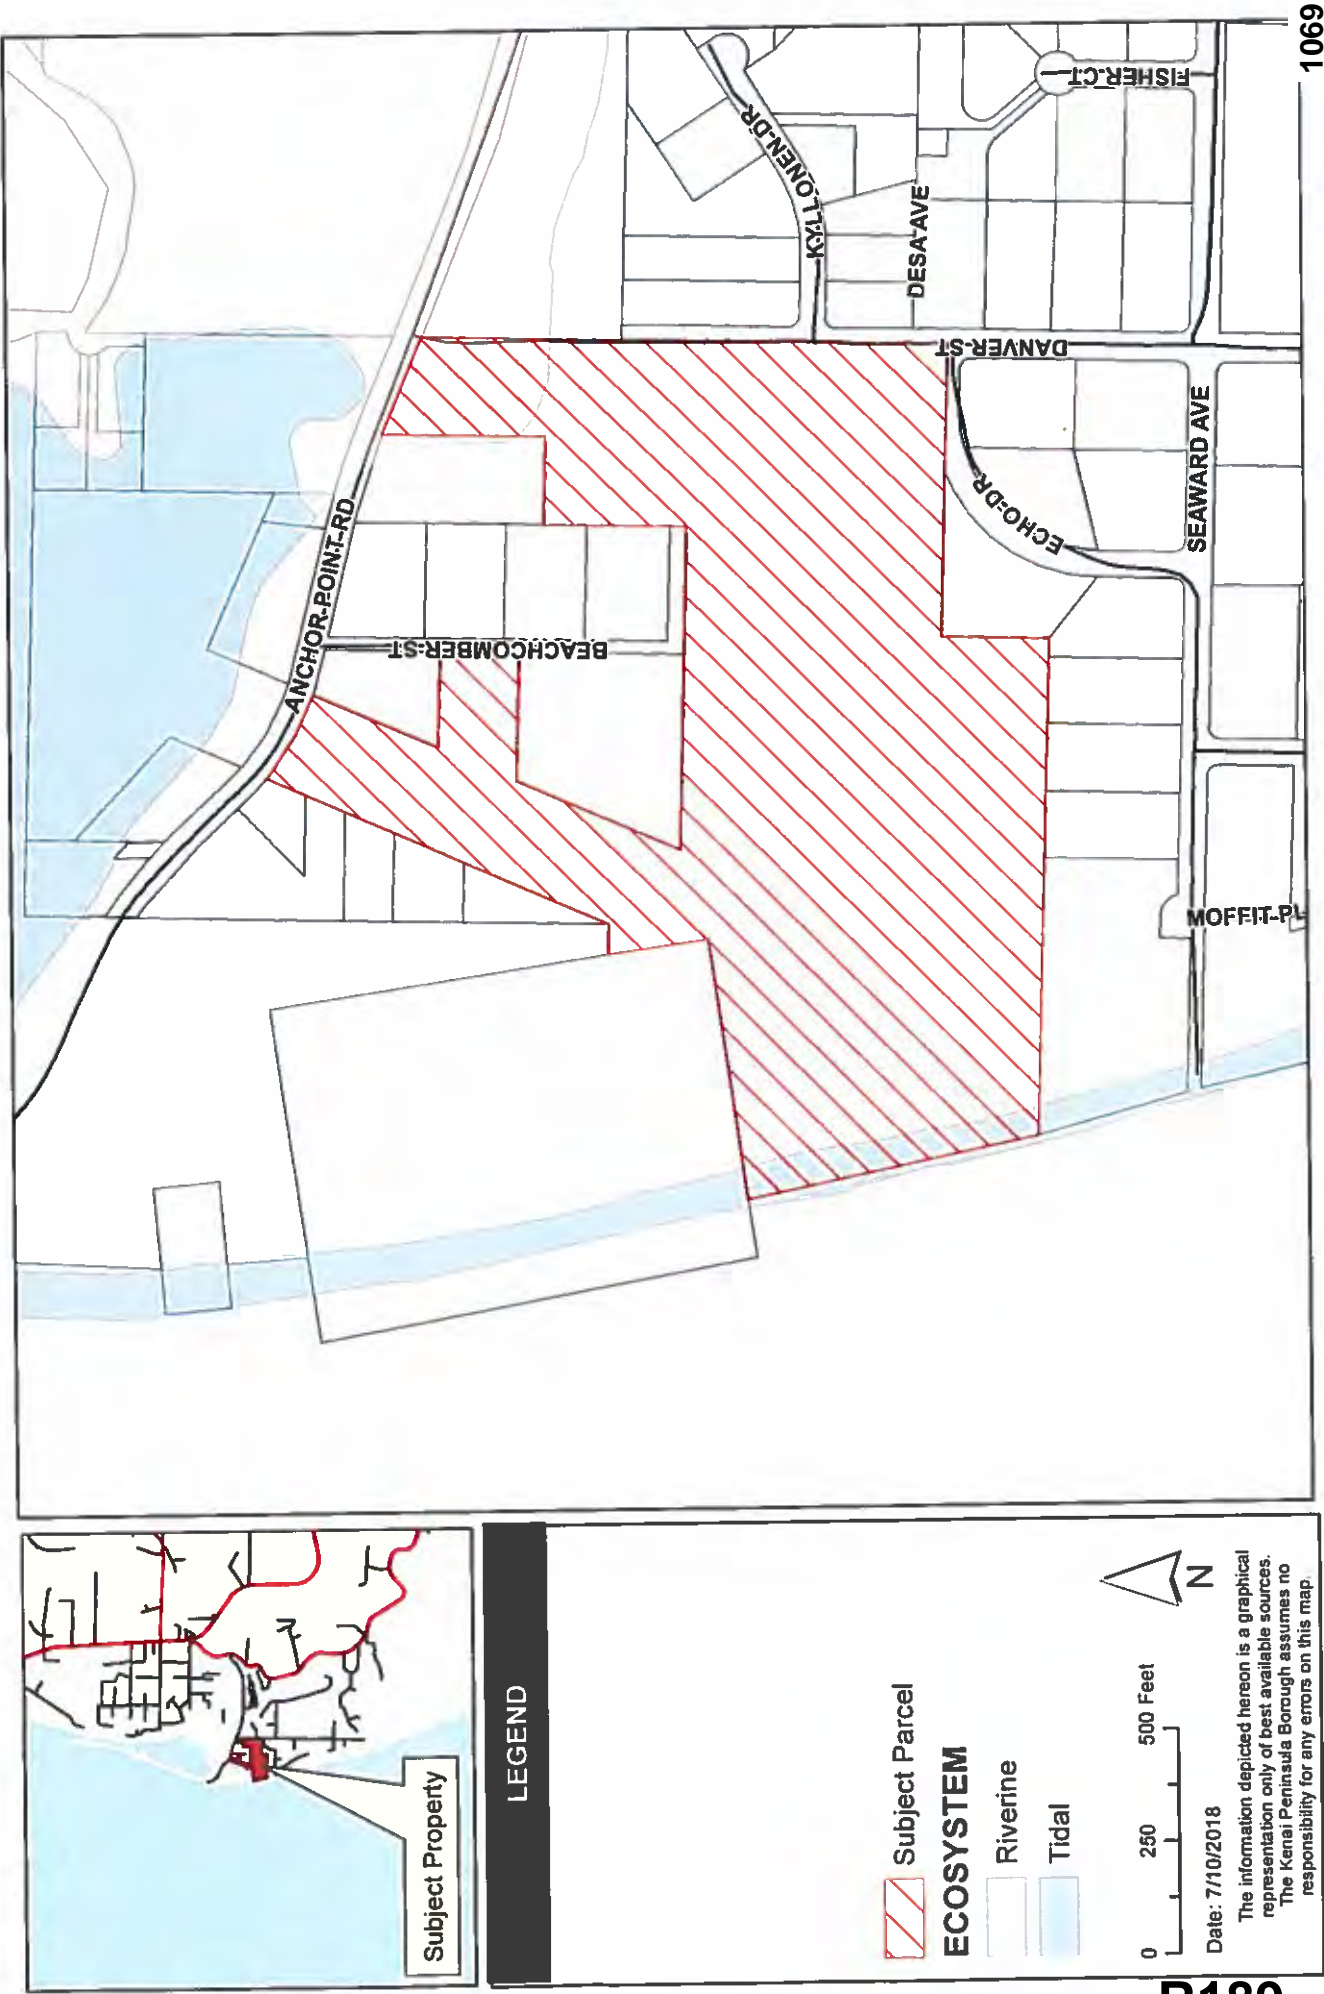 1069
ANCHOR-POINT-RD
BEACHCOMBER-ST
KYLLONEN-DR
DESA AVE
FISHER-CT
DANVER-ST
ECHO-DR
SEAWARD AVE
MOFFIT-PL
Subject Property
LEGEND
Subject Parcel
ECOSYSTEM
Riverine
Tidal
0 250 500 Feet
N
Date: 7/10/2018
The information depicted hereon is a graphical
representation only of best available sources.
The Kenai Peninsula Borough assumes no
responsibility for any errors on this map.